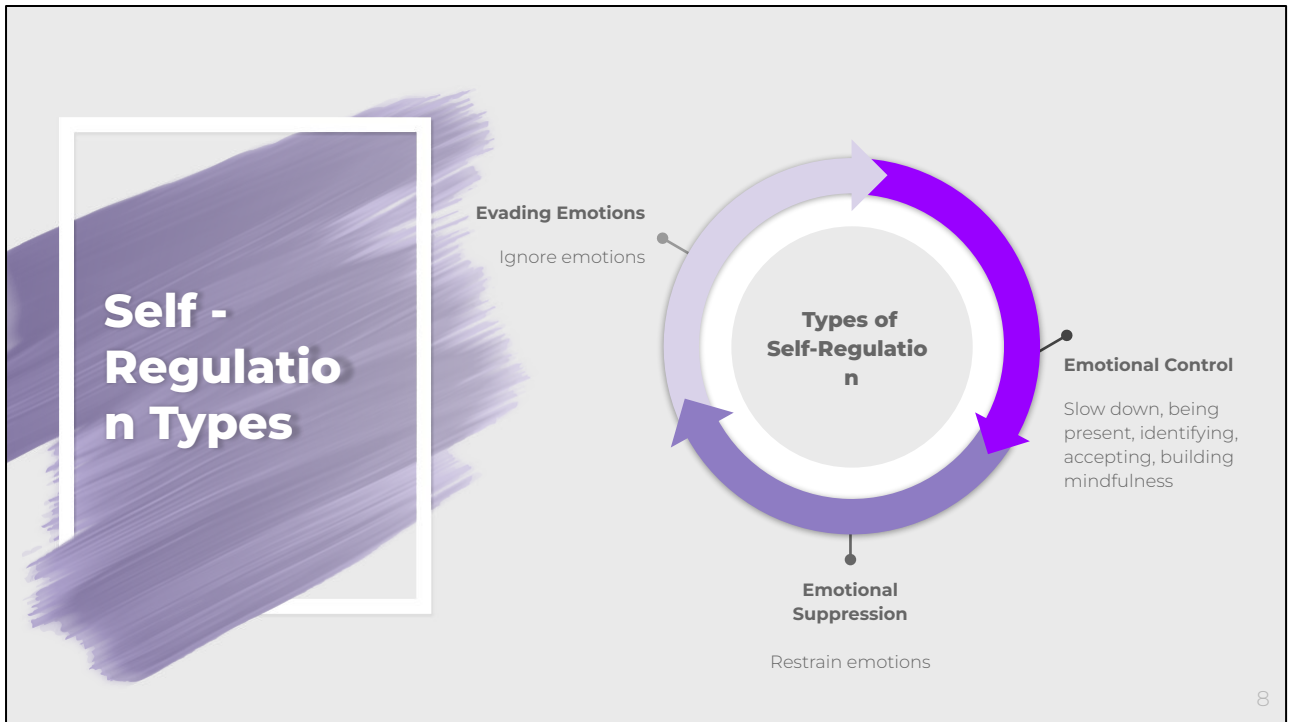 Self -
Regulatio
n Types
Evading Emotions
Ignore emotions
Types of
Self-Regulatio
n
Emotional Control
Slow down, being
present, identifying,
accepting, building
mindfulness
Emotional
Suppression
Restrain emotions
8